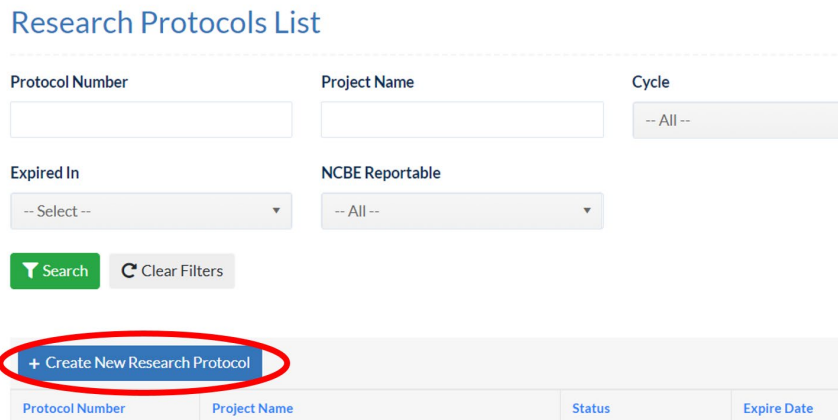 Research Protocols List
Protocol Number Project Name Cycle
-- All --
Expired In NCBE Reportable
-- Select -- -- All --
Search Clear Filters
+ Create New Research Protocol
Protocol Number Project Name Status Expire Date